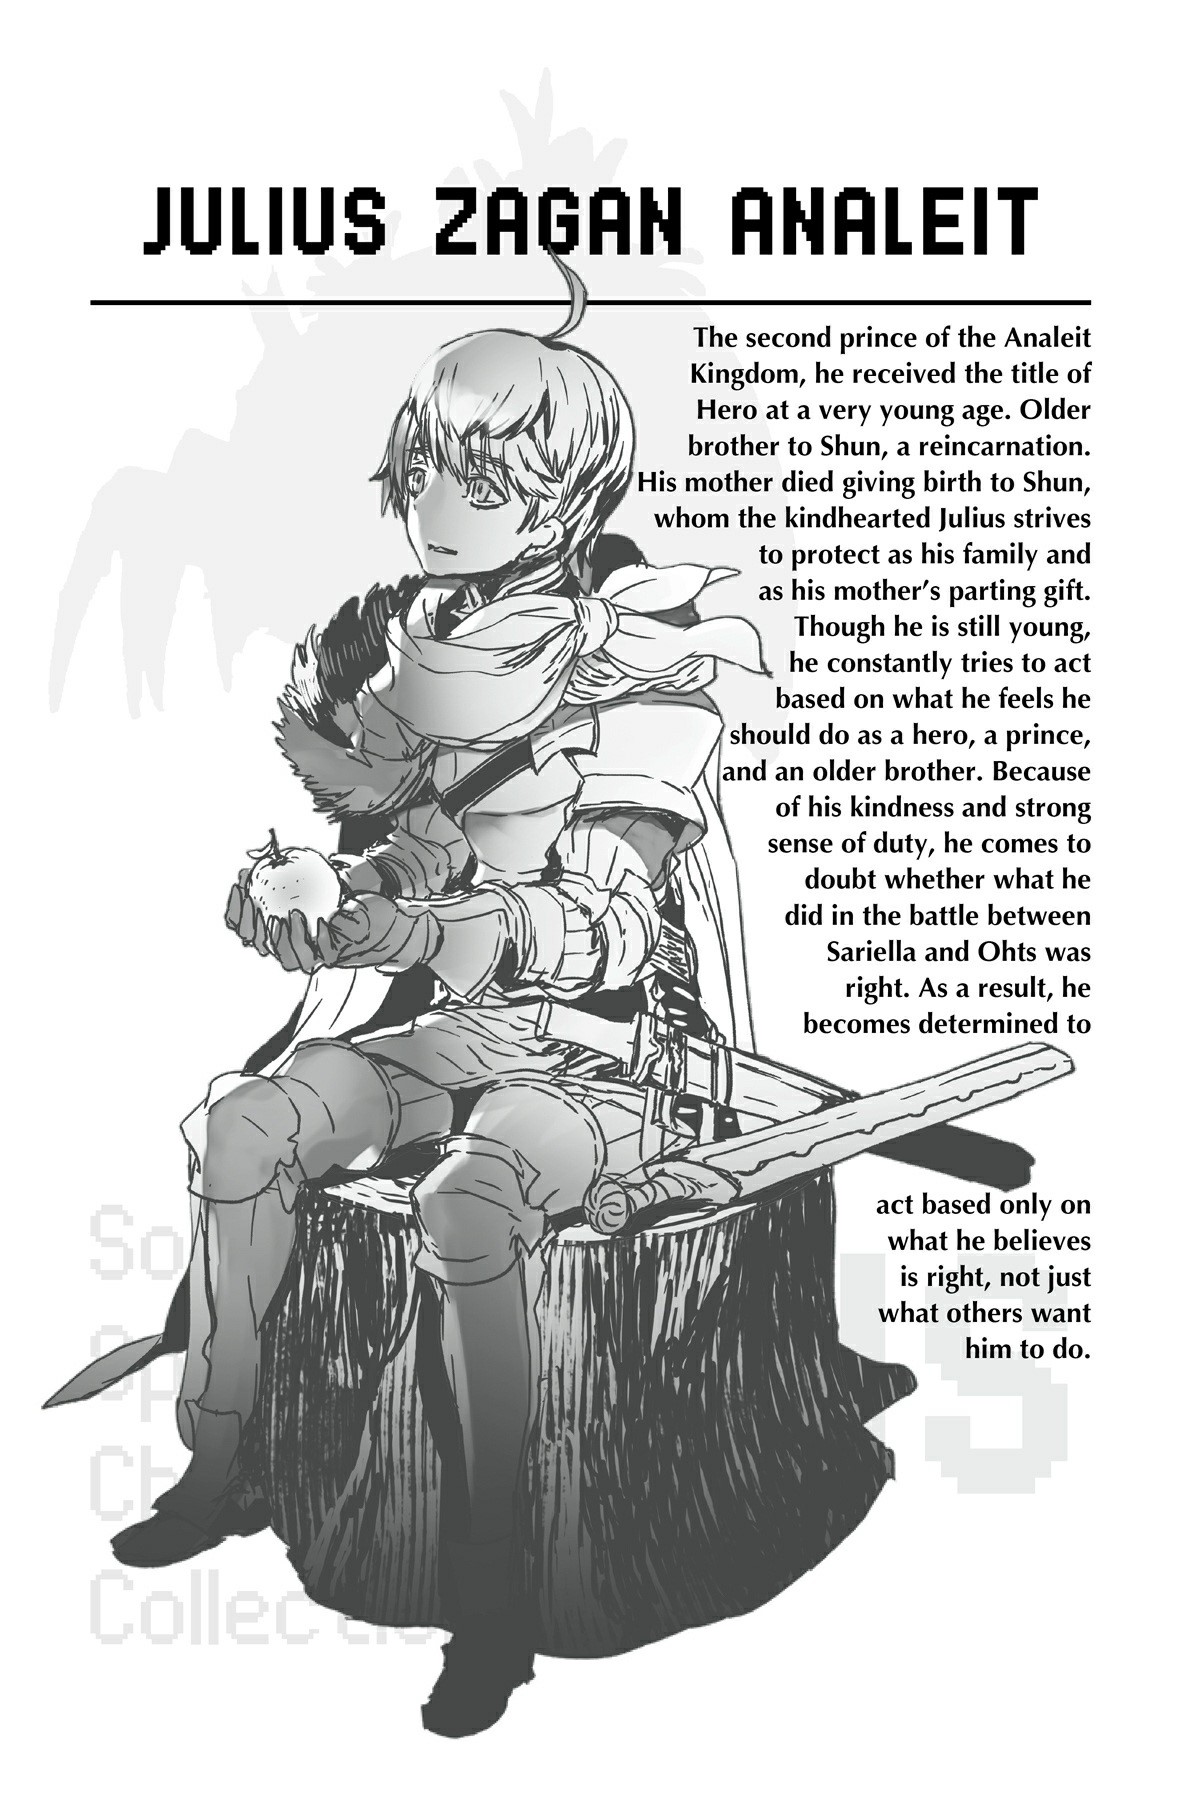 JULIUS ZAGAN ANALEIT
The second prince of the Analeit
Kingdom, he received the title of
Hero at a very young age. Older
brother to Shun, a reincarnation.
His mother died giving birth to Shun,
whom the kindhearted Julius strives
to protect as his family and
as his mother’s parting gift.
Though he is still young,
he constantly tries to act
based on what he feels he
should do as a hero, a prince,
and an older brother. Because
of his kindness and strong
sense of duty, he comes to
doubt whether what he
did in the battle between
Sariella and Ohts was
right. As a result, he
becomes determined to
act based only on
what he believes
is right, not just
what others want
him to do.